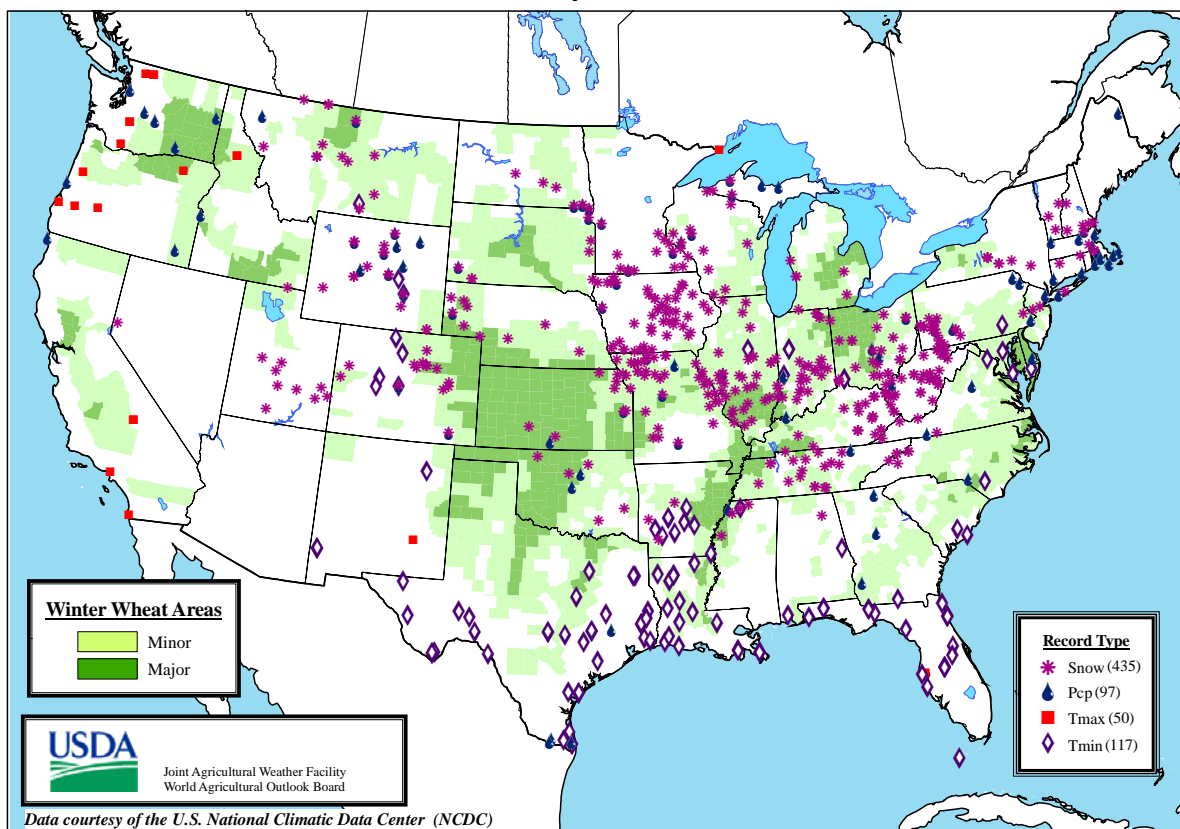 Winter Wheat Areas
Minor
Major
Record Type
Snow (435)
Pcp (97)
Tmax (50)
Tmin (117)
USDA
Joint Agricultural Weather Facility
World Agricultural Outlook Board
Data courtesy of the U.S. National Climatic Data Center (NCDC)